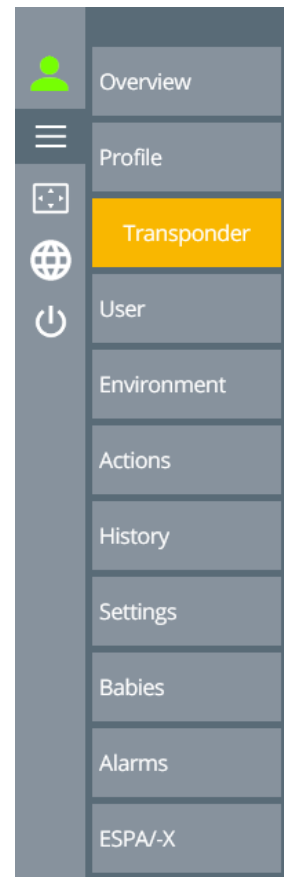 Overview
Profile
Transponder
User
Environment
Actions
History
Settings
Babies
Alarms
ESPA/-X